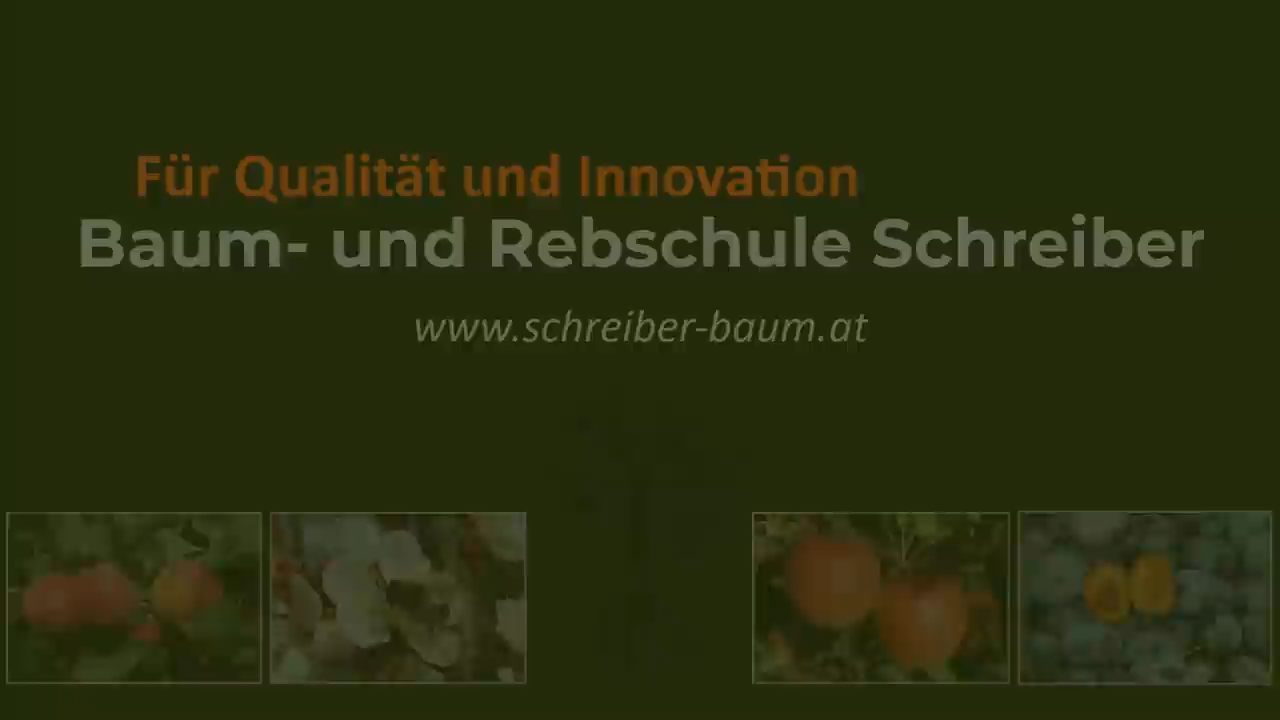 Für Qualität und Innovation
Baum- und Rebschule Schreiber
www.schreiber-baum.at